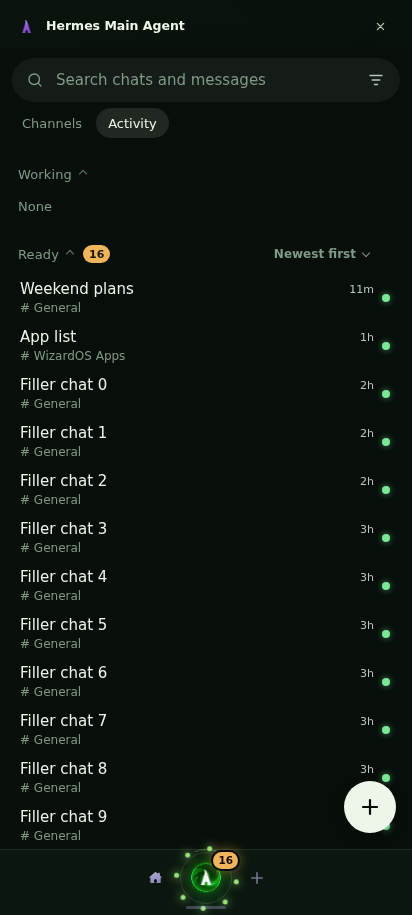 Hermes Main Agent
Search chats and messages
Channels
Activity
Working
None
Ready 16 Newest first
Weekend plans 11m
# General
App list 1h
# WizardOS Apps
Filler chat 0 2h
# General
Filler chat 1 2h
# General
Filler chat 2 2h
# General
Filler chat 3 3h
# General
Filler chat 4 3h
# General
Filler chat 5 3h
# General
Filler chat 6 3h
# General
Filler chat 7 3h
# General
Filler chat 8 3h
# General
Filler chat 9
# General
16